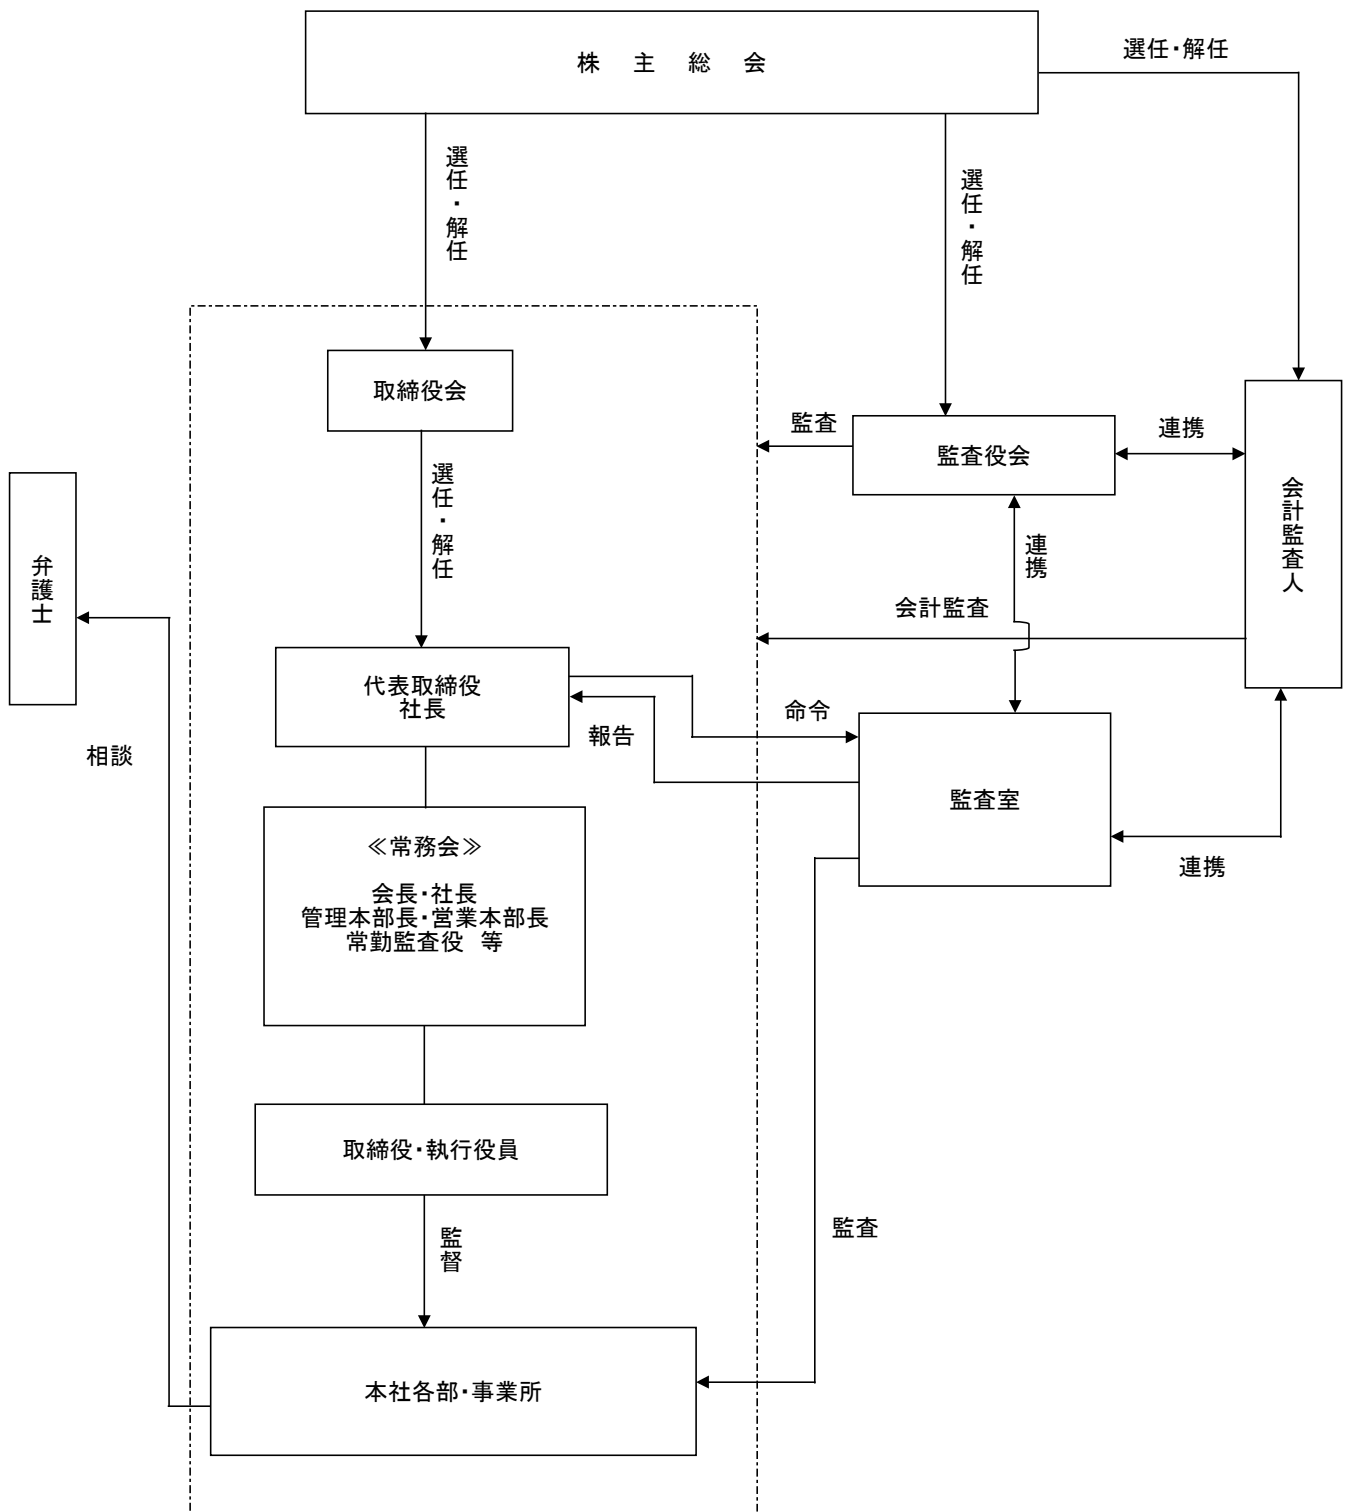 株 主 総 会
選任・解任
選任・解任
選任・解任
取締役会
監査
監査役会
連携
会計監査人
選任・解任
弁護士
連携
会計監査
代表取締役
社長
命令
報告
相談
監査室
≪常務会≫
会長・社長
管理本部長・営業本部長
常勤監査役 等
連携
取締役・執行役員
監督
監査
本社各部・事業所